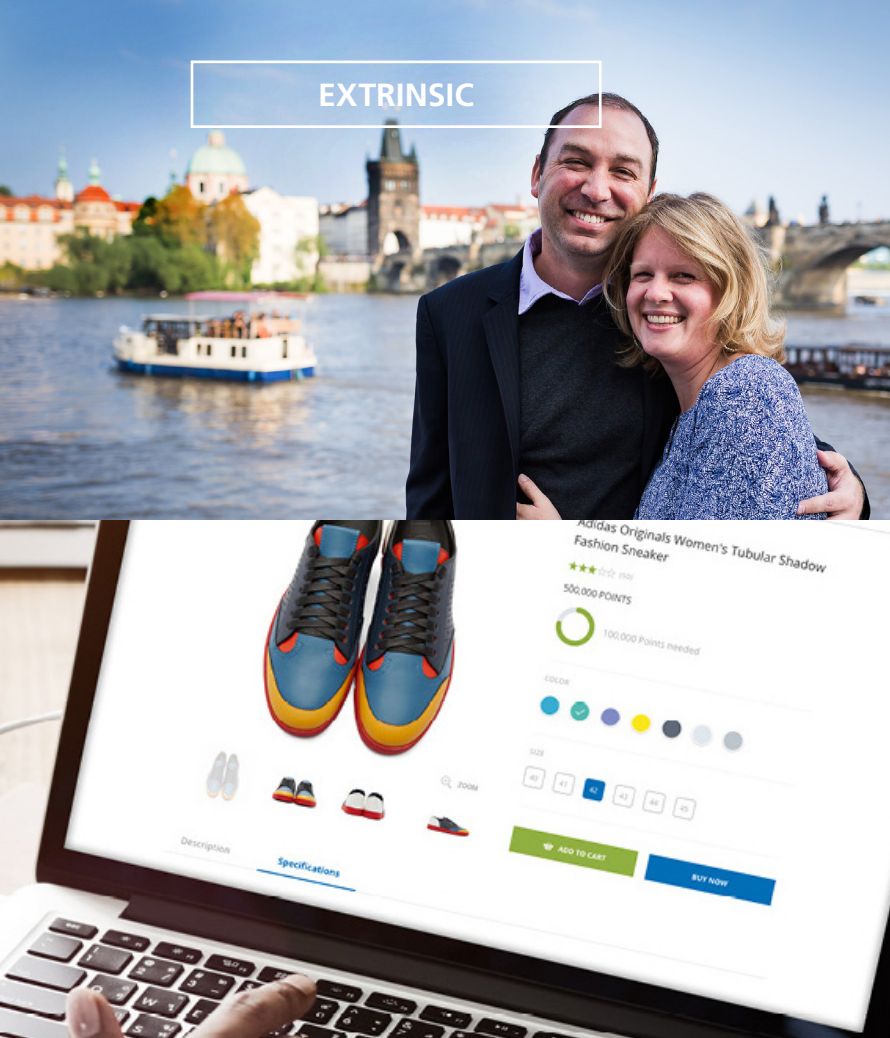 EXTRINSIC
Adidas Originals Women's Tubular Shadow
Fashion Sneaker
500,000 POINTS
100,000 Points needed
COLOR
SIZE
40 41 42 43 44 45
ZOOM
ADD TO CART
BUY NOW
Description
Specifications